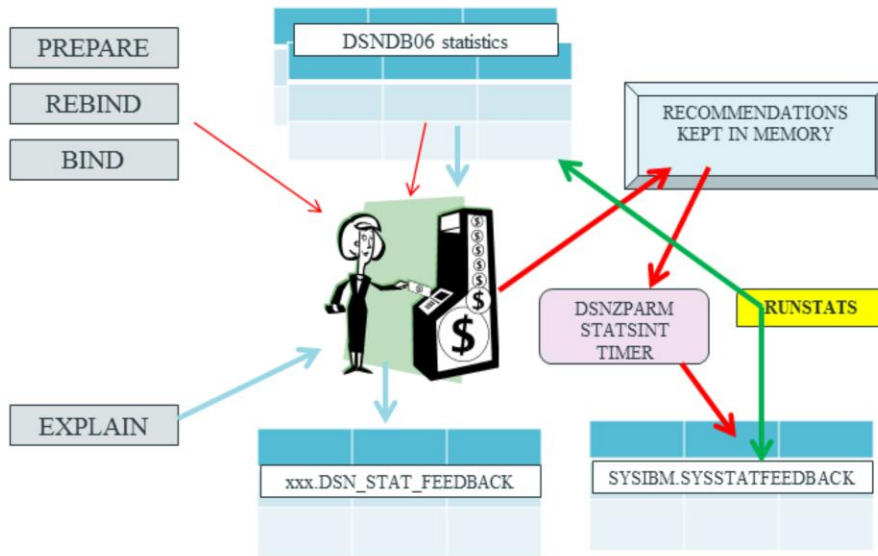 PREPARE
REBIND
BIND
DSNDB06 statistics
RECOMMENDATIONS
KEPT IN MEMORY
$
$
$
$
$
$
$
DSNZPARM
STATSINT
TIMER
RUNSTATS
EXPLAIN
xxx.DSN_STAT_FEEDBACK
SYSIBM.SYSSTATFEEDBACK